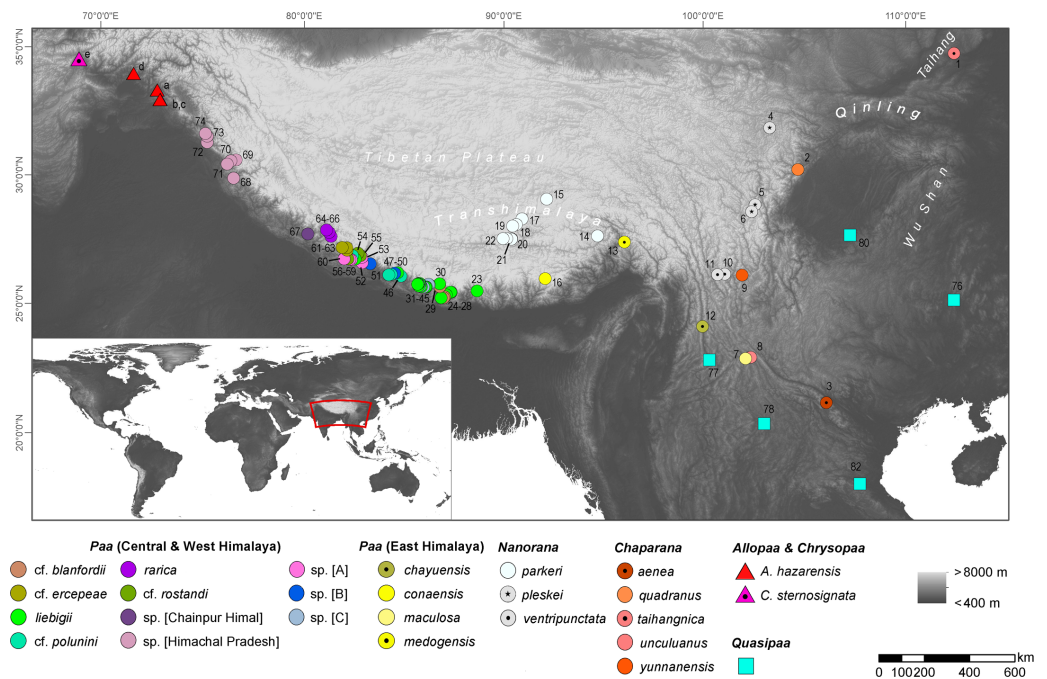 70°0'0"N 80°0'0"N 90°0'0"N 100°0'0"N 110°0'0"N
35°0'0"N
30°0'0"N
25°0'0"N
20°0'0"N
e
d
a
b,c
Taihang
1
Qinling
4
2
74
73
72
70
69
71
68
Tibetan Plateau
Transhimalaya
15
5
6
Wu Shan
17
19
18
14
13
22
20
21
80
67
64-66
61-63
54
55
53
60
56-59
52
51
47-50
46
30
23
31-45
29
24-28
16
11
10
9
76
12
7
8
77
3
78
82
Paa (Central & West Himalaya)
cf. blanfordii
cf. ercepeae
liebigii
cf. polunini
rarica
cf. rostandi
sp. [Chainpur Himal]
sp. [Himachal Pradesh]
sp. [A]
sp. [B]
sp. [C]
Paa (East Himalaya)
chayuensis
conaensis
maculosa
medogensis
Nanorana
parkeri
pleskei
ventripunctata
Chaparana
aenea
quadranus
taihangnica
unculuanus
yunnanensis
Allopaa & Chrysopaa
A. hazarensis
C. sternosignata
Quasipaa
> 8000 m
< 400 m
km
0 100 200 400 600